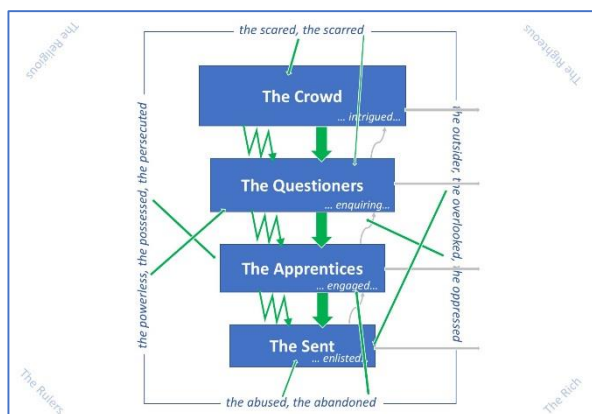 The Religious
the scared, the scarred
The Righteous
The Crowd
... intrigued...
the powerless, the possessed, the persecuted
the outsider, the overlooked, the oppressed
The Questioners
... enquiring...
The Apprentices
... engaged...
The Sent
... enlisted...
The Rulers
the abused, the abandoned
The Rich